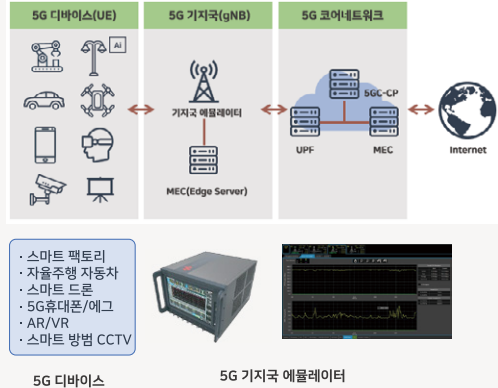 5G 디바이스(UE)
5G 기지국(gNB)
5G 코어네트워크
Ai
기지국 에뮬레이터
MEC(Edge Server)
5GC-CP
UPF
MEC
Internet
· 스마트 팩토리
· 자율주행 자동차
· 스마트 드론
· 5G휴대폰/에그
· AR/VR
· 스마트 방범 CCTV
5G 디바이스
5G 기지국 에뮬레이터